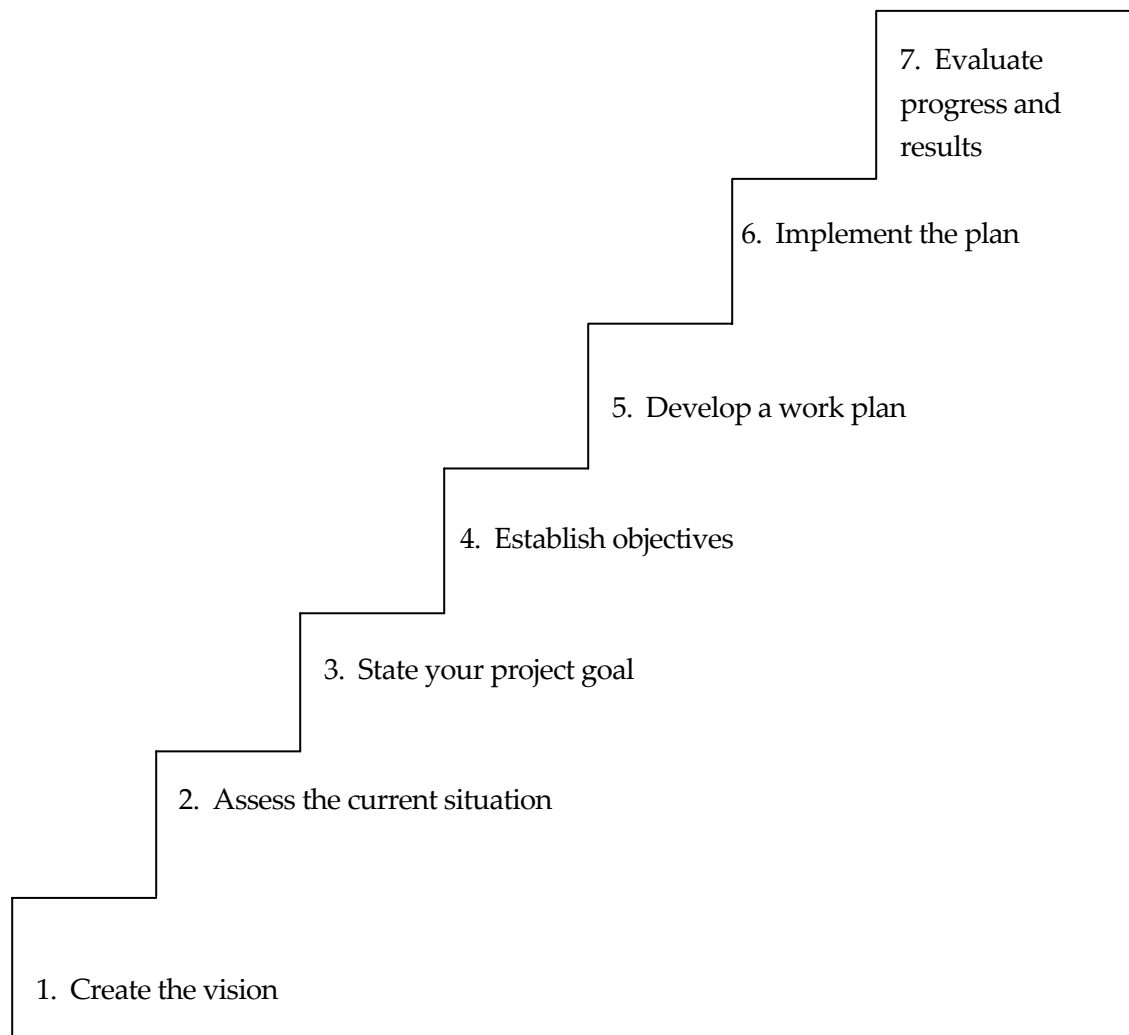 7. Evaluate
progress and
results
6. Implement the plan
5. Develop a work plan
4. Establish objectives
3. State your project goal
2. Assess the current situation
1. Create the vision